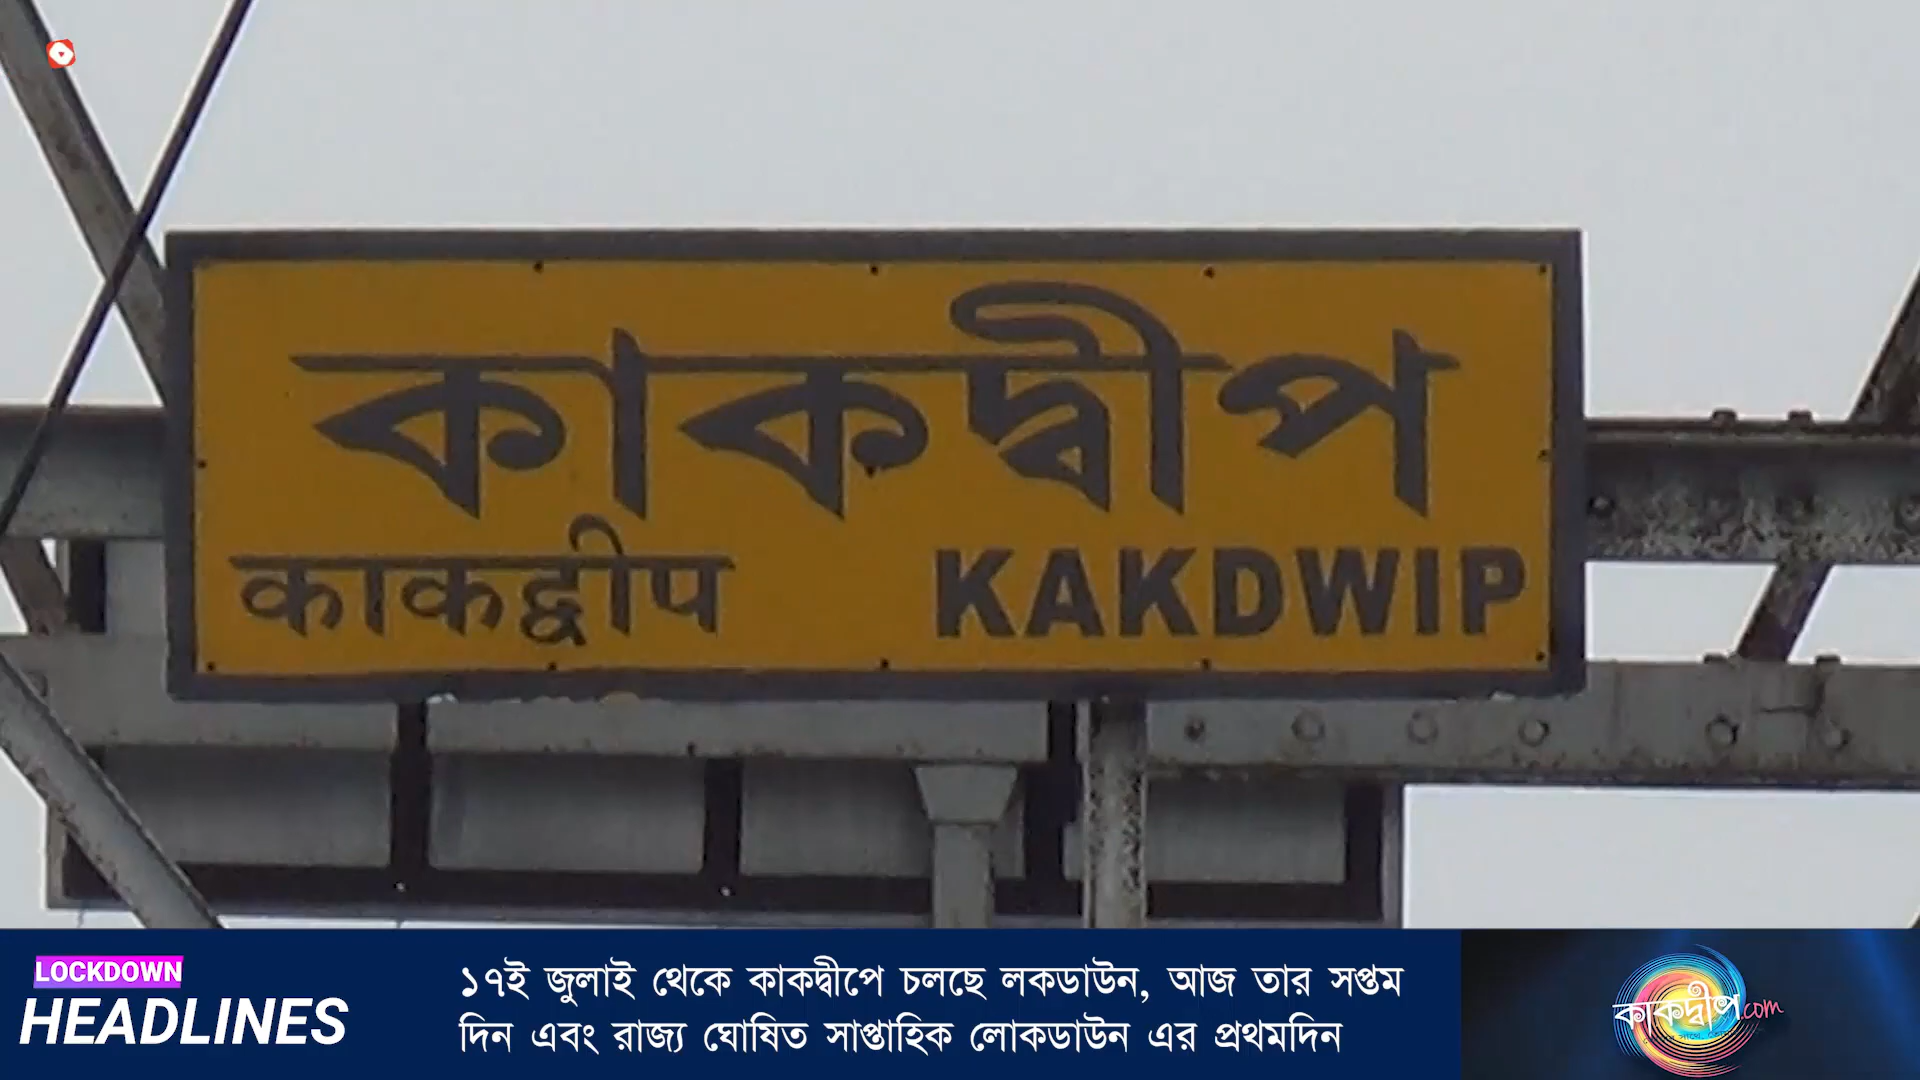 কাকদ্বীপ
काकद्वीप KAKDWIP
LOCKDOWN
HEADLINES
১৭ই জুলাই থেকে কাকদ্বীপে চলছে লকডাউন, আজ তার সপ্তম
দিন এবং রাজ্য ঘোষিত সাপ্তাহিক লোকডাউন এর প্রথমদিন
কাকদ্বীপ.com